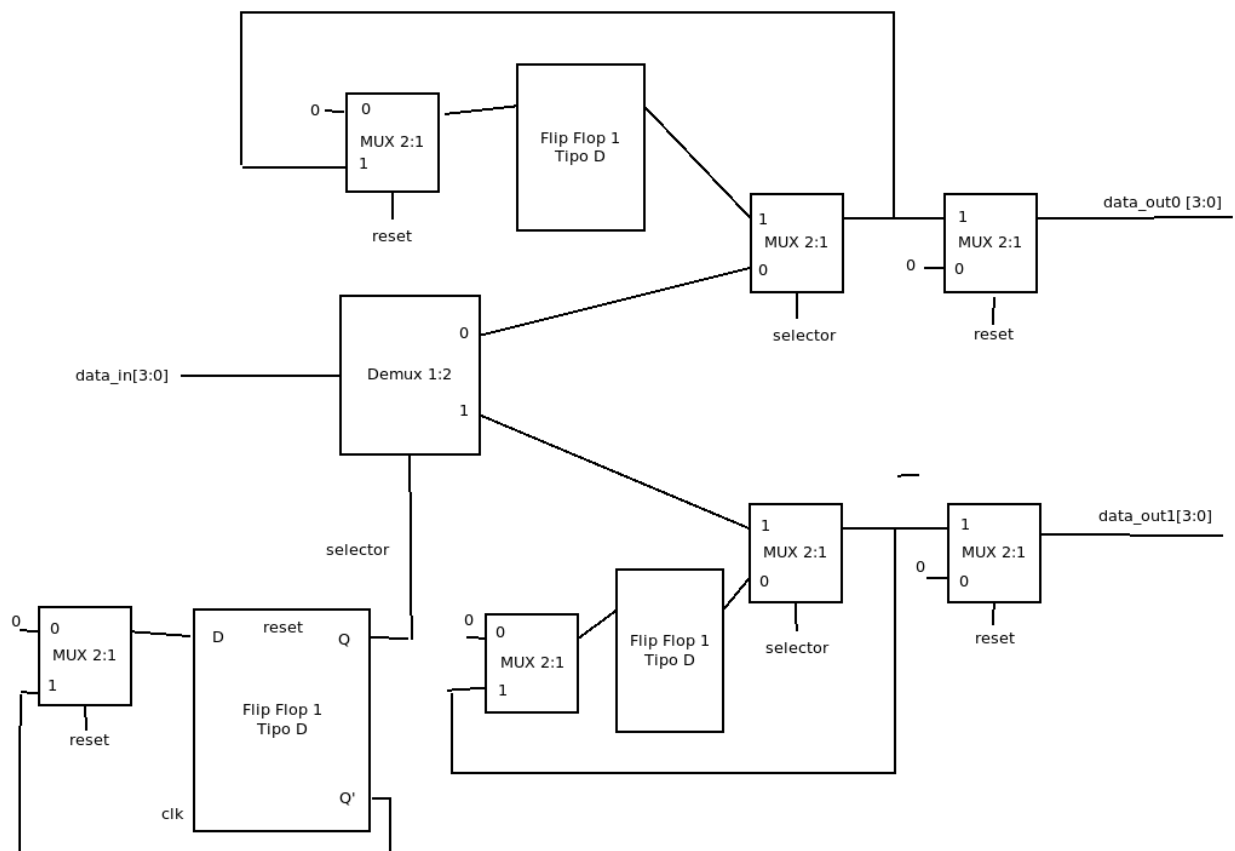 0
0
MUX 2:1
1
reset
Flip Flop 1
Tipo D
1
MUX 2:1
0
selector
1
MUX 2:1
0
0
reset
data_out0 [3:0]
data_in[3:0]
Demux 1:2
0
1
selector
0
0
MUX 2:1
1
reset
D
reset
Q
Flip Flop 1
Tipo D
Q'
clk
0
0
MUX 2:1
1
Flip Flop 1
Tipo D
1
MUX 2:1
0
selector
1
MUX 2:1
0
0
reset
data_out1[3:0]